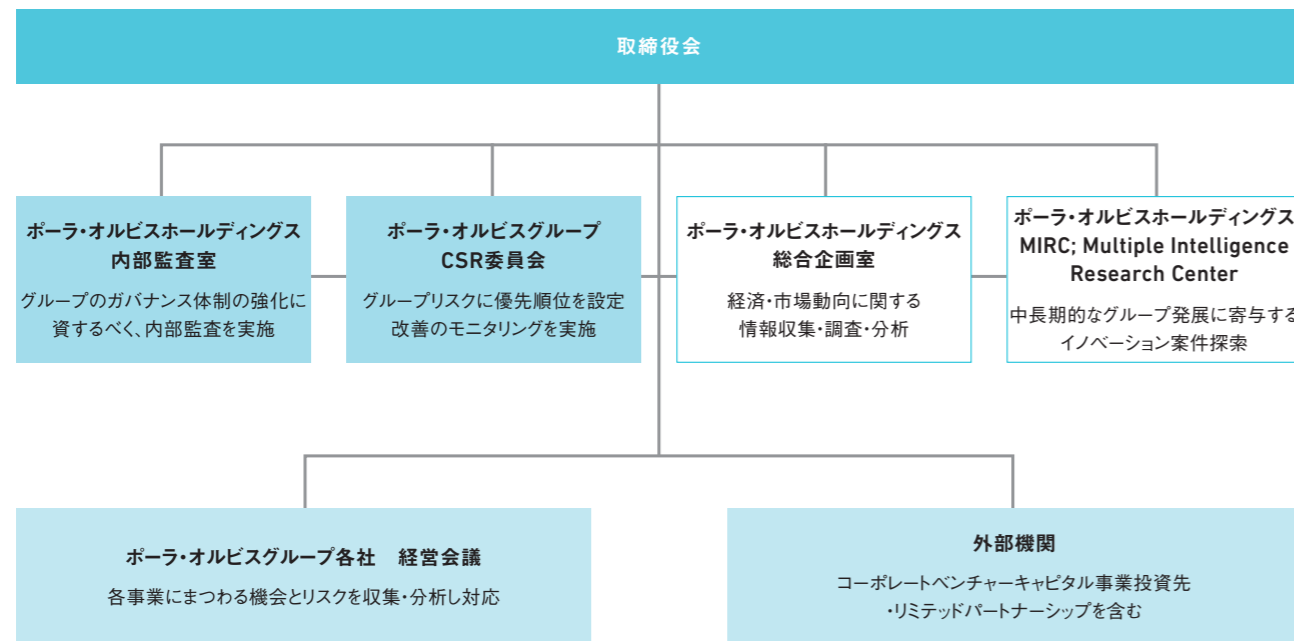 取締役会
ポーラ・オルビスホールディングス
内部監査室
グループのガバナンス体制の強化に
資するべく、内部監査を実施
ポーラ・オルビスグループ
CSR委員会
グループリスクに優先順位を設定
改善のモニタリングを実施
ポーラ・オルビスホールディングス
総合企画室
経済・市場動向に関する
情報収集・調査・分析
ポーラ・オルビスホールディングス
MIRC; Multiple Intelligence
Research Center
中長期的なグループ発展に寄与する
イノベーション案件探索
ポーラ・オルビスグループ各社　経営会議
各事業にまつわる機会とリスクを収集・分析し対応
外部機関
コーポレートベンチャーキャピタル事業投資先
・リミテッドパートナーシップを含む